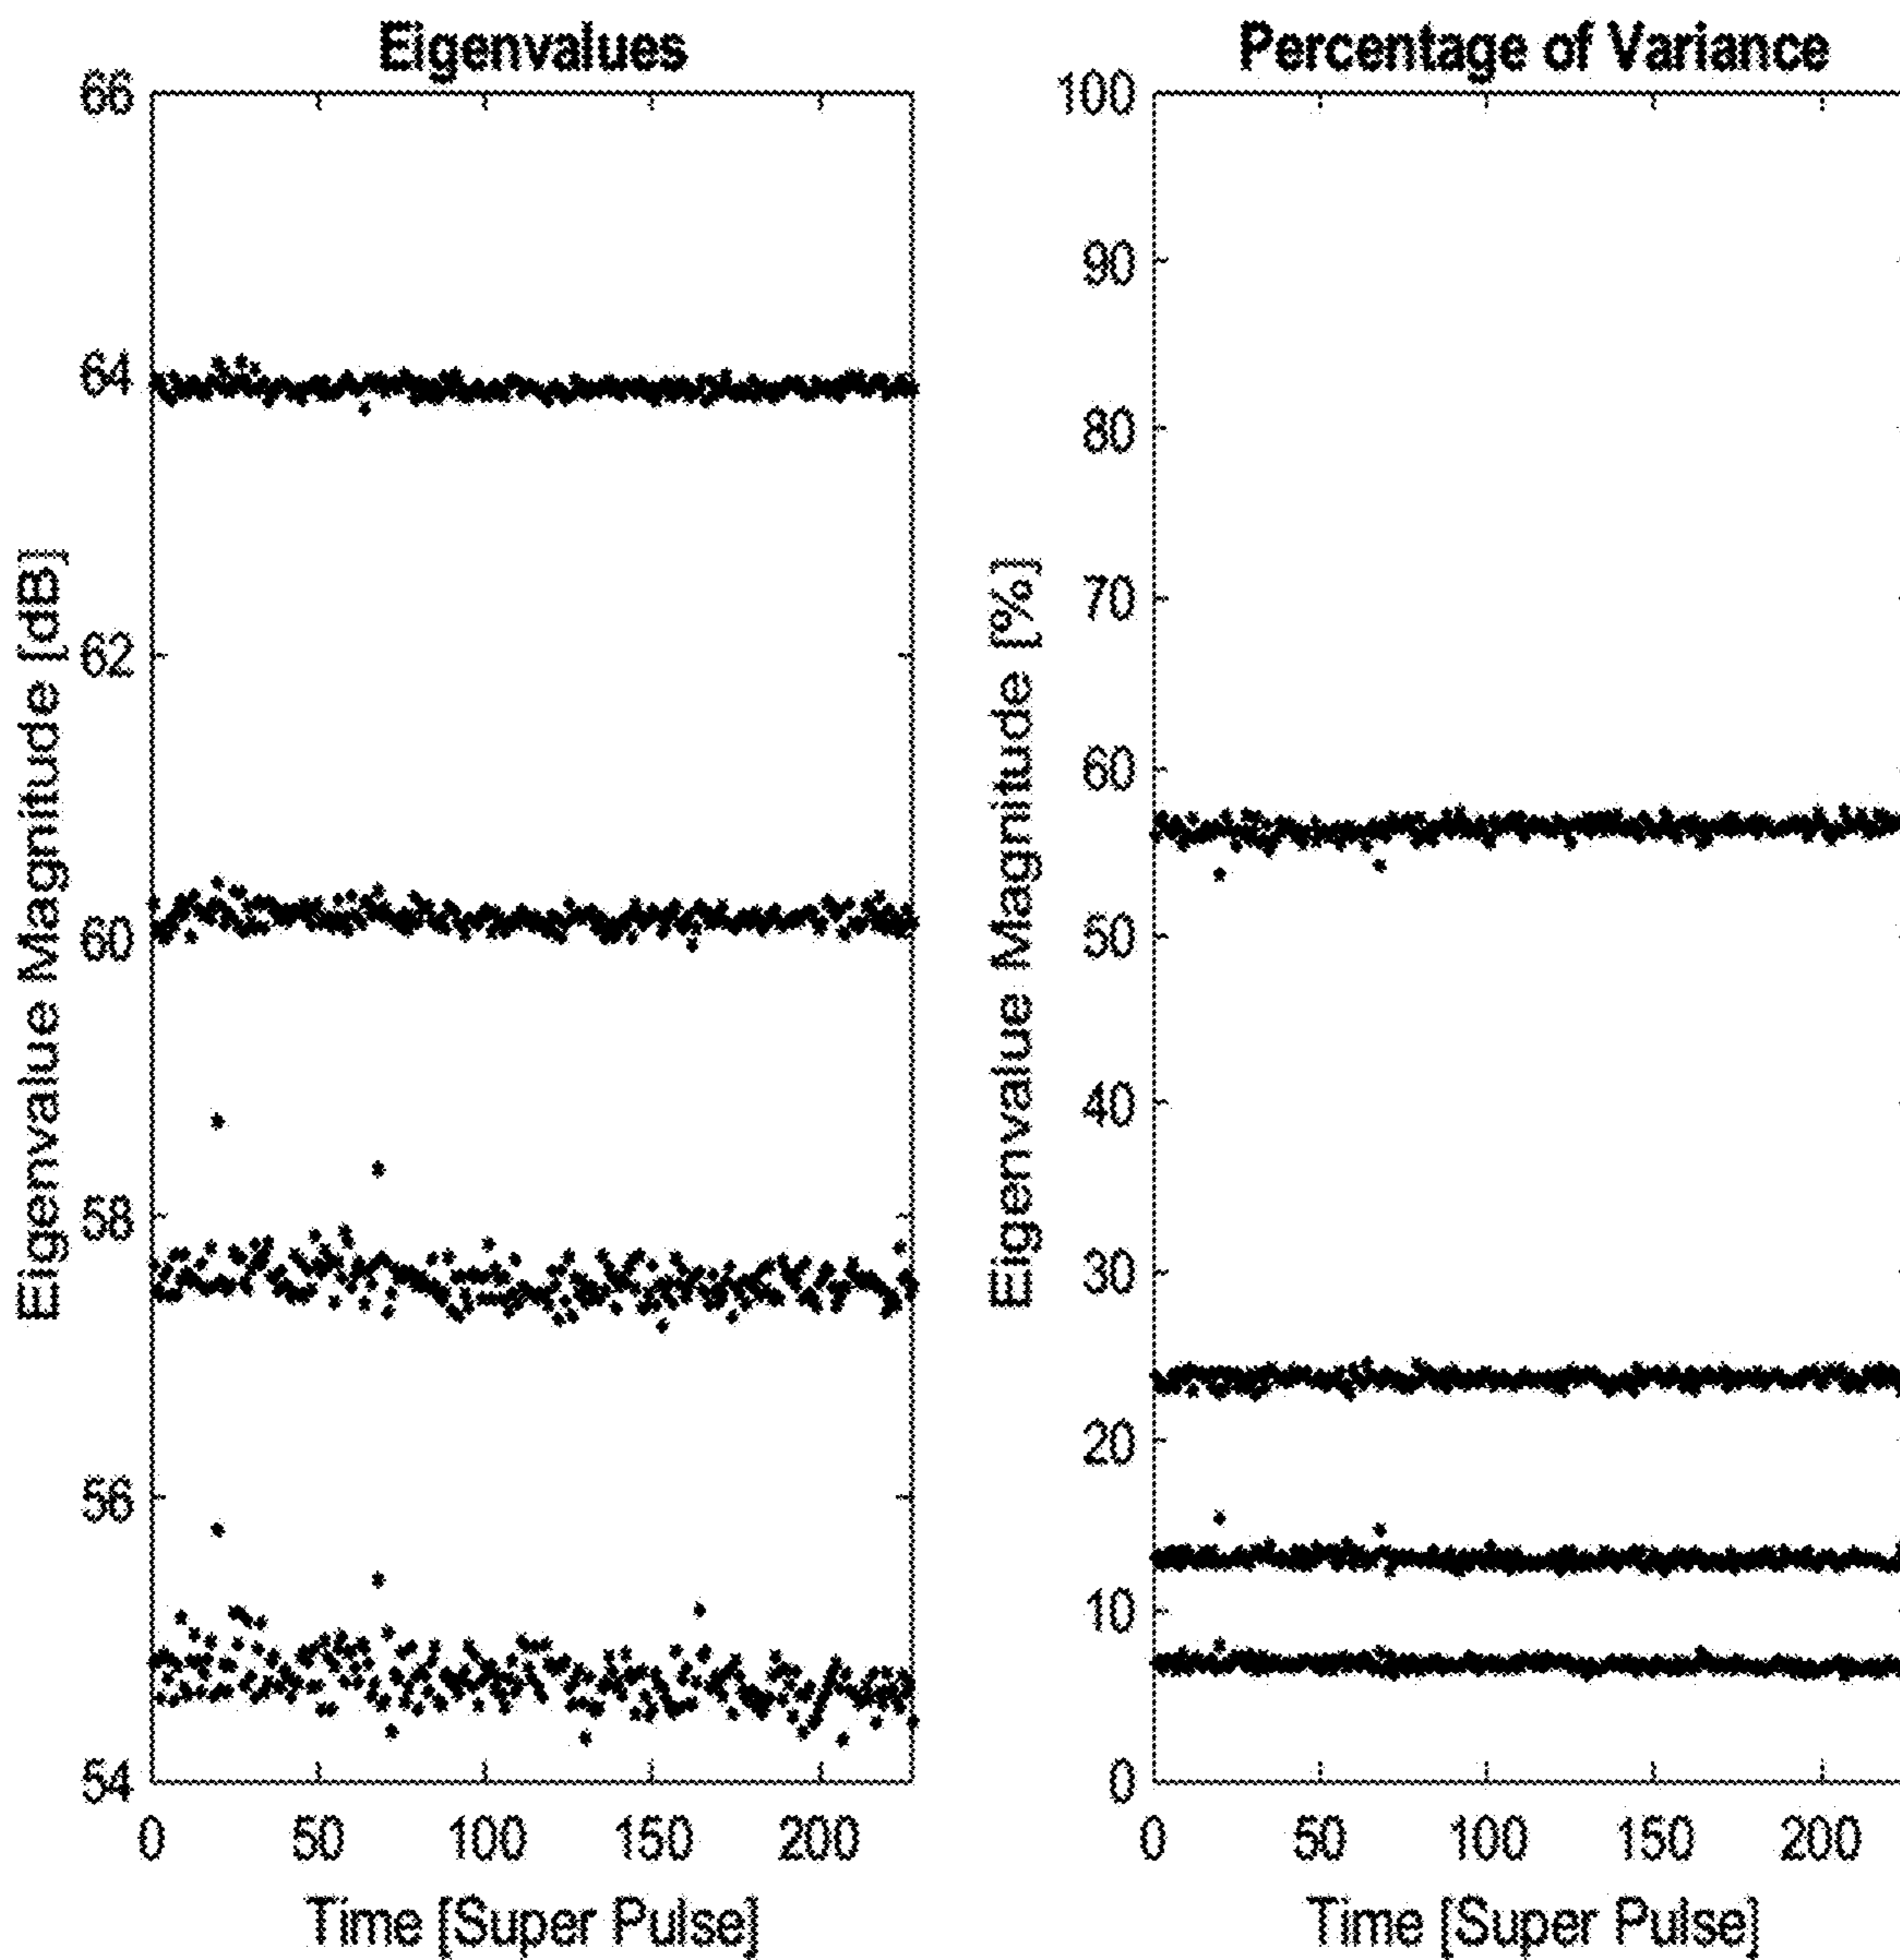 Eigenvalues
66
64
62
60
58
56
54
0 50 100 150 200
Eigenvalue Magnitude [dB]
Time [Super Pulse]
Percentage of Variance
100
90
80
70
60
50
40
30
20
10
0
0 50 100 150 200
Eigenvalue Magnitude [%]
Time [Super Pulse]